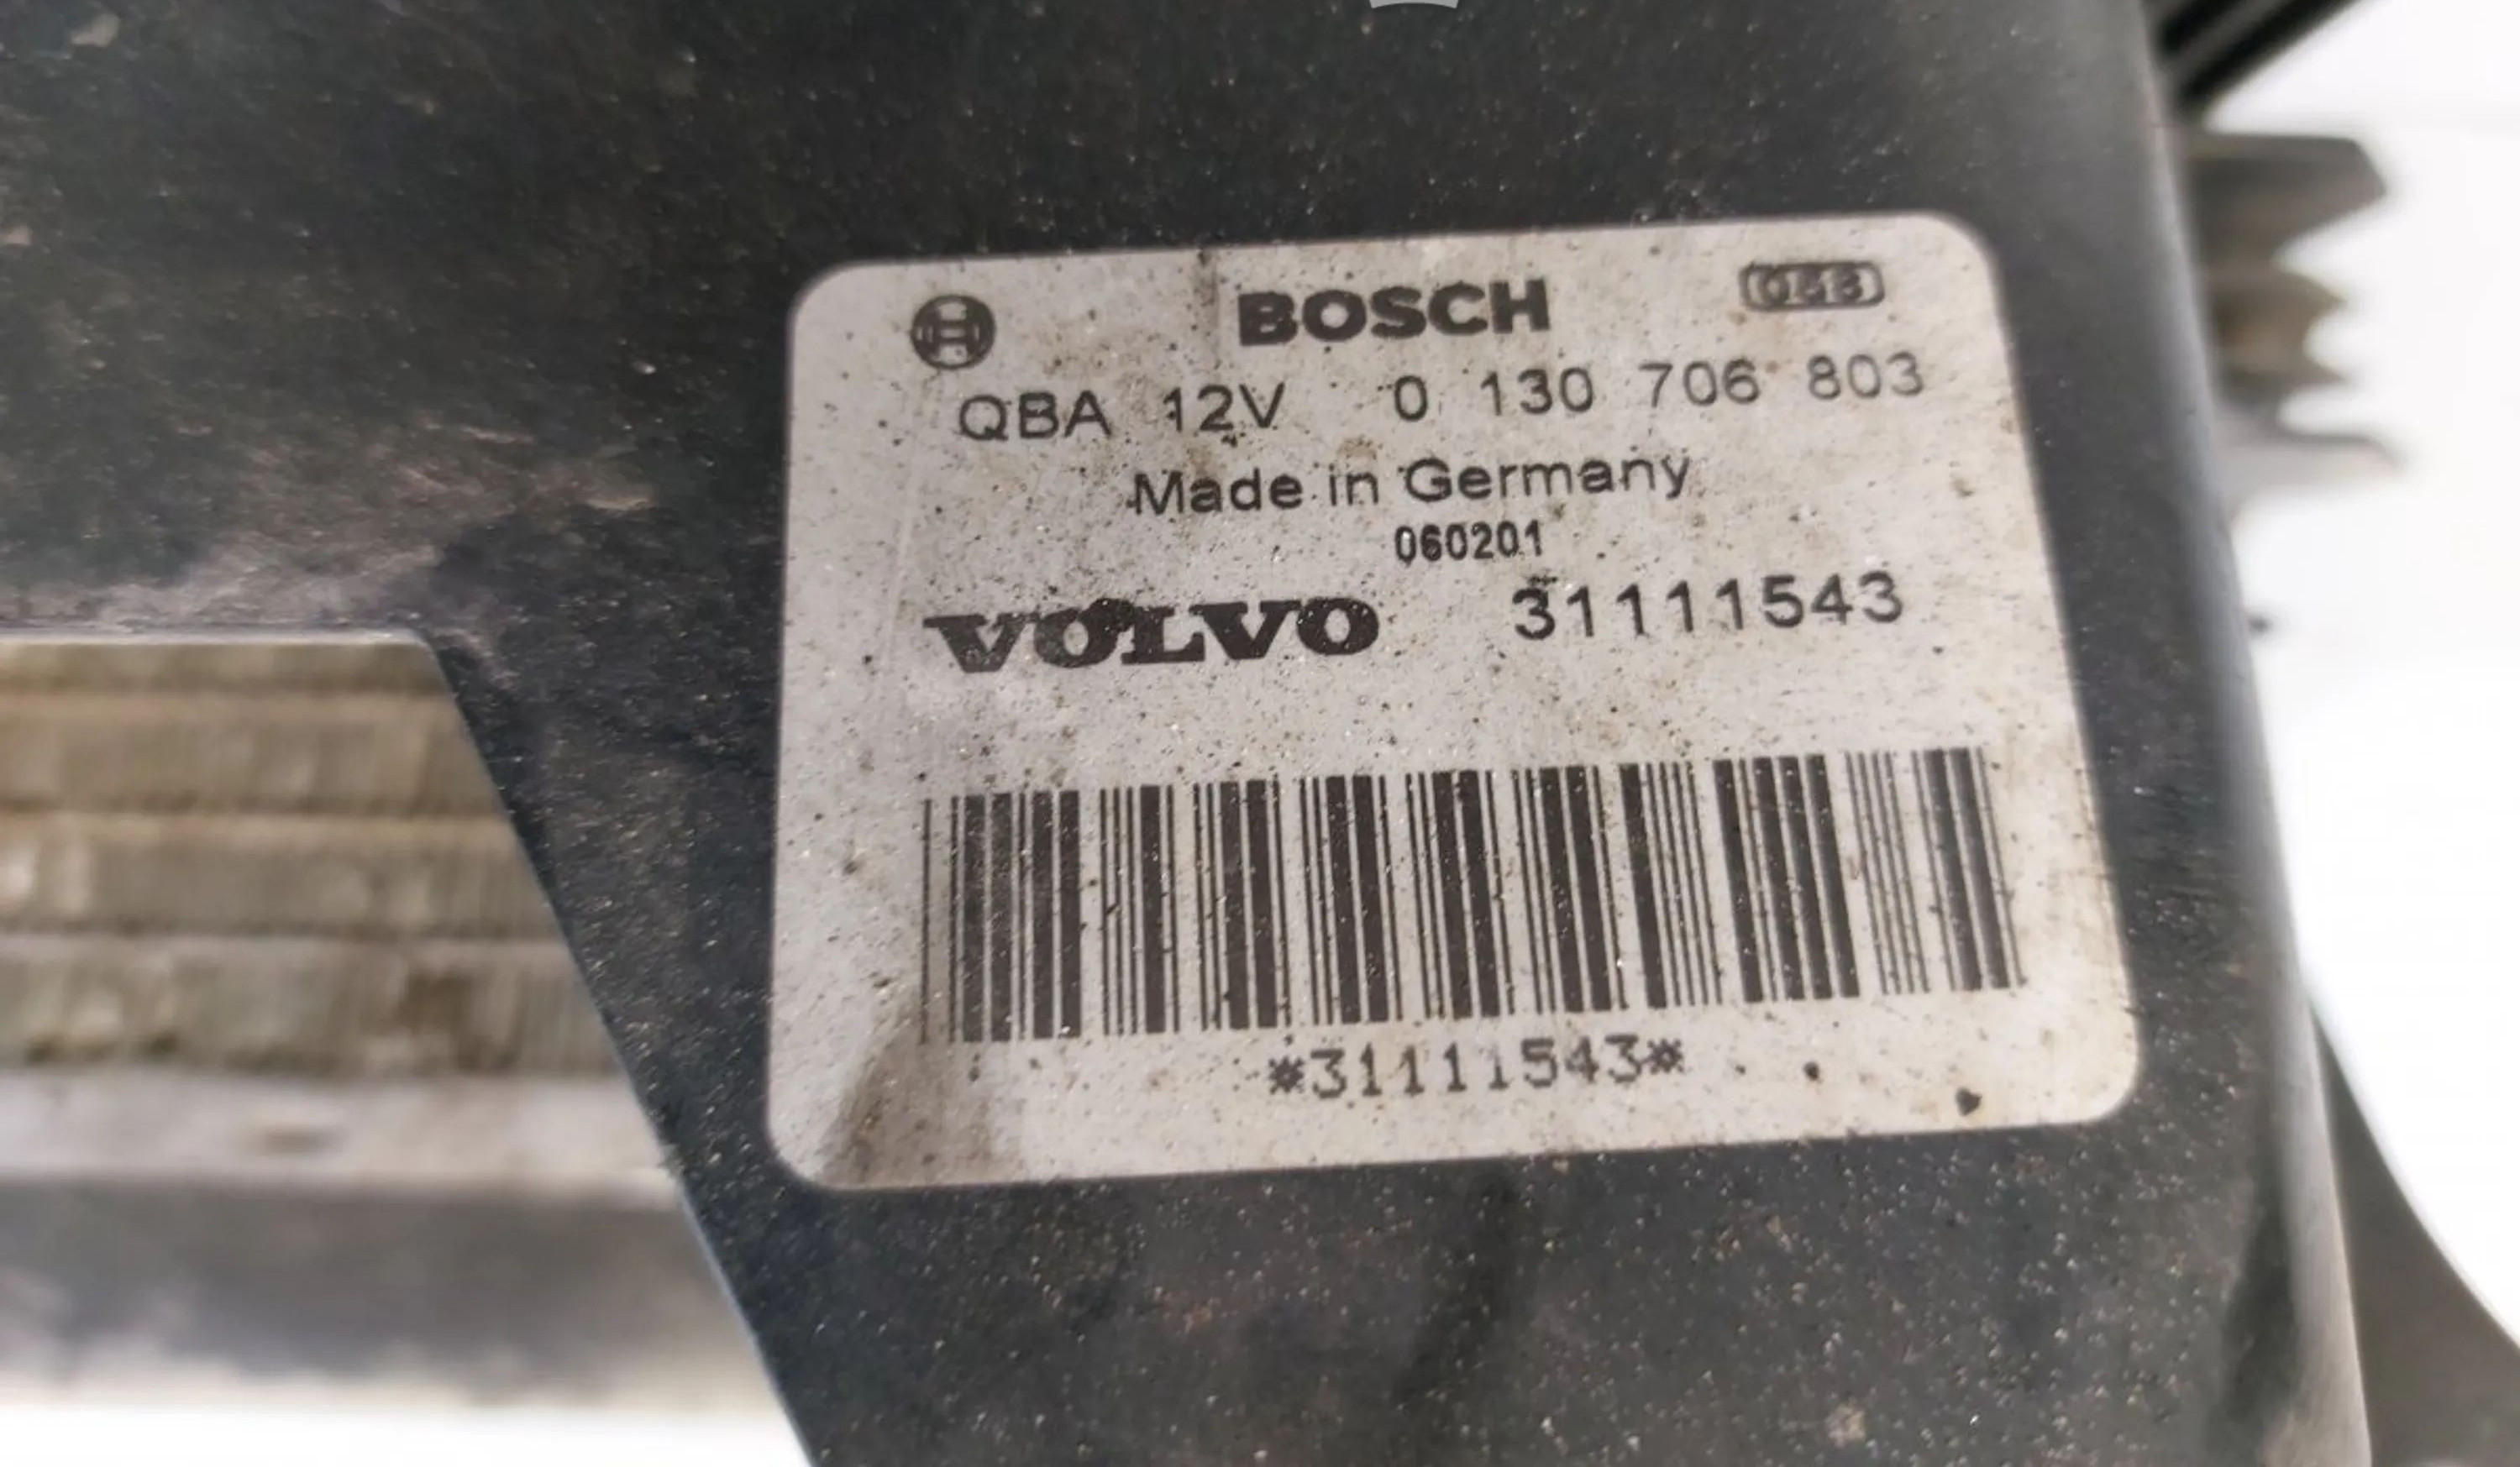 BOSCH
QBA 12V 0 130 706 803
Made in Germany
060201
VOLVO 31111543
*31111543*